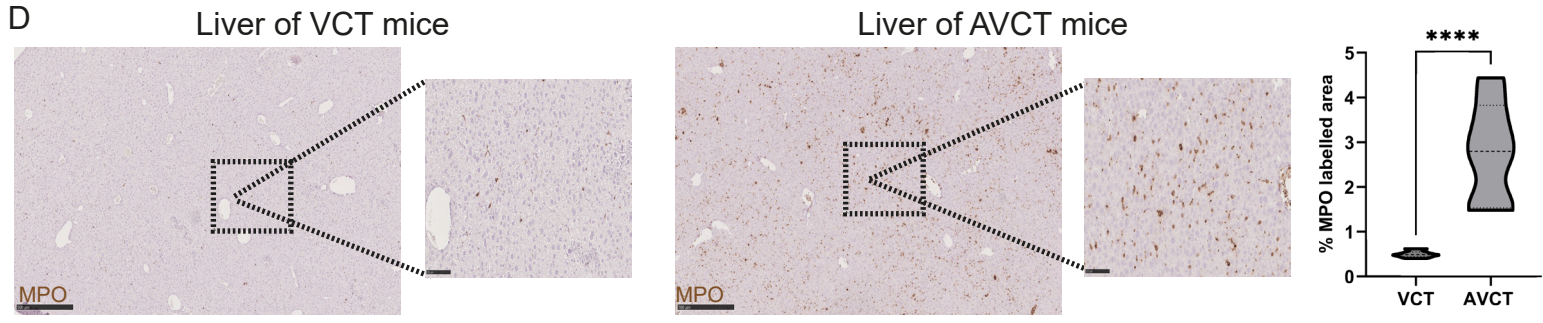 D
Liver of VCT mice
Liver of AVCT mice
MPO
MPO
****
% MPO labelled area
5
4
3
2
1
0
VCT
AVCT